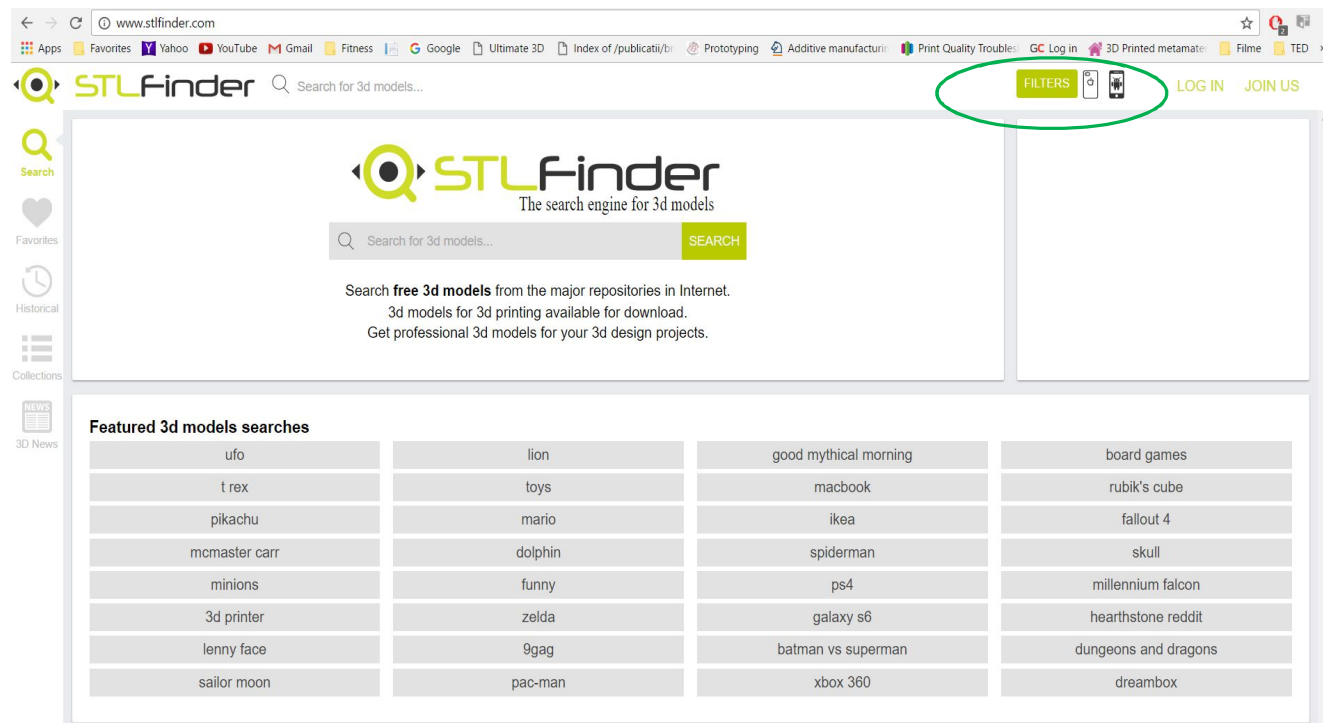 www.stlfinder.com
Apps Favorites Yahoo YouTube Gmail Fitness Google Ultimate 3D Index of /publicatii/br Prototyping Additive manufacturin Print Quality Troubles GC Log in 3D Printed metamate Filme TED
STLFinder Search for 3d models... FILTERS LOG IN JOIN US
Search
Favorites
Historical
Collections
NEWS
3D News
STLFinder
The search engine for 3d models
Search for 3d models... SEARCH
Search free 3d models from the major repositories in Internet.
3d models for 3d printing available for download.
Get professional 3d models for your 3d design projects.
Featured 3d models searches
ufo lion good mythical morning board games
t rex toys macbook rubik's cube
pikachu mario ikea fallout 4
mcmaster carr dolphin spiderman skull
minions funny ps4 millennium falcon
3d printer zelda galaxy s6 hearthstone reddit
lenny face 9gag batman vs superman dungeons and dragons
sailor moon pac-man xbox 360 dreambox